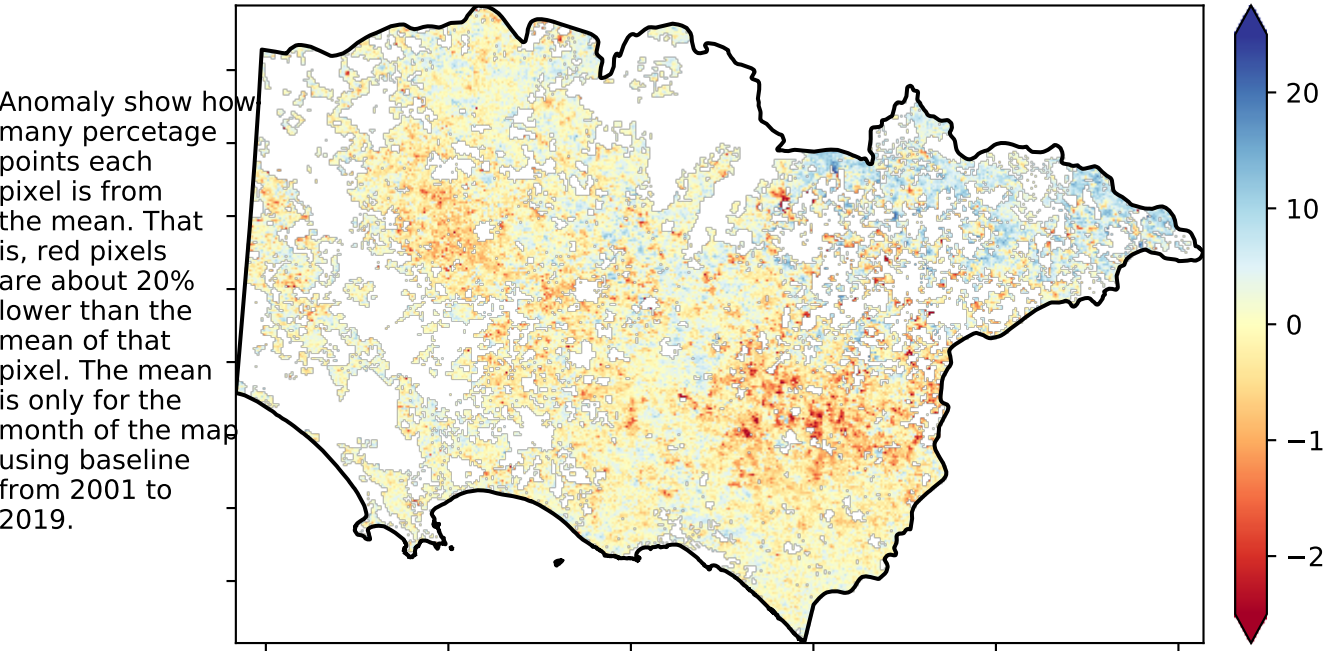 Anomaly show how
many percetage
points each
pixel is from
the mean. That
is, red pixels
are about 20%
lower than the
mean of that
pixel. The mean
is only for the
month of the map
using baseline
from 2001 to
2019.
20
10
0
−1
−2